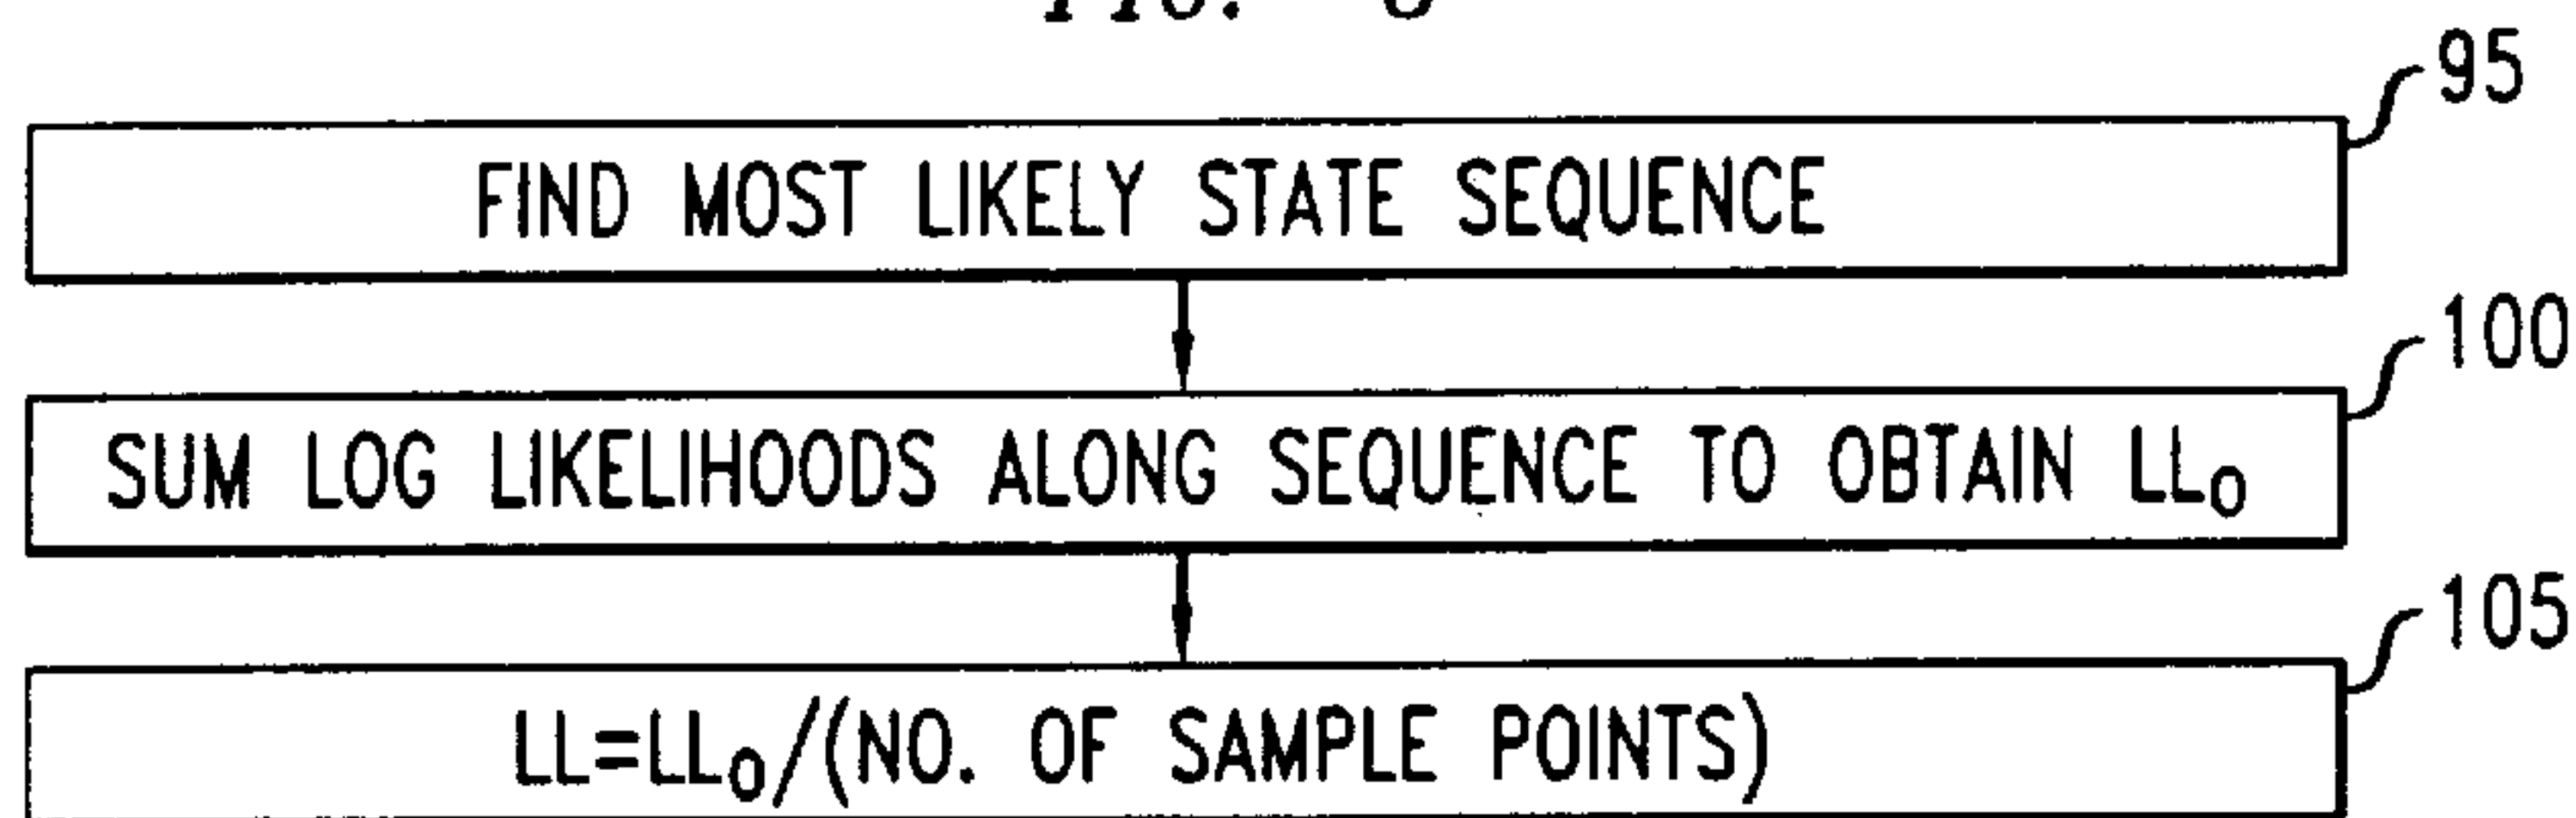 FIG.
95
FIND MOST LIKELY STATE SEQUENCE
100
SUM LOG LIKELIHOODS ALONG SEQUENCE TO OBTAIN LL₀
105
LL=LL₀/(NO. OF SAMPLE POINTS)